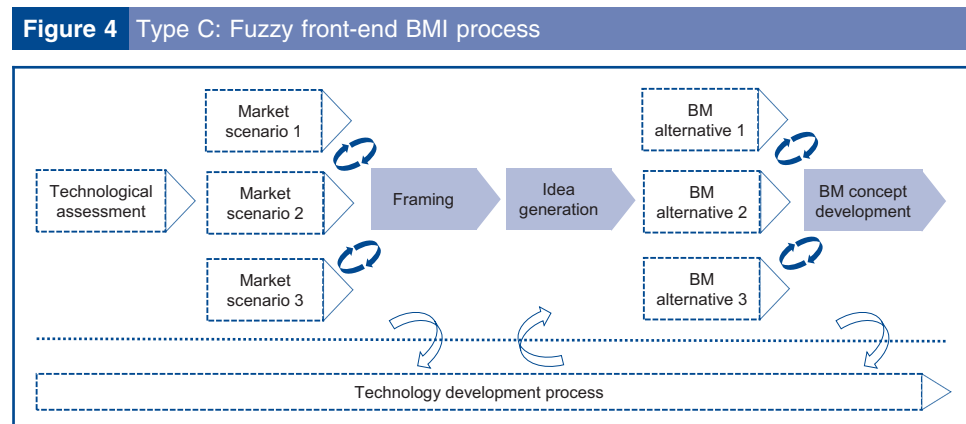 Figure 4 Type C: Fuzzy front-end BMI process
Technological
assessment
Market
scenario 1
Market
scenario 2
Market
scenario 3
Framing
Idea
generation
BM
alternative 1
BM
alternative 2
BM
alternative 3
BM concept
development
Technology development process